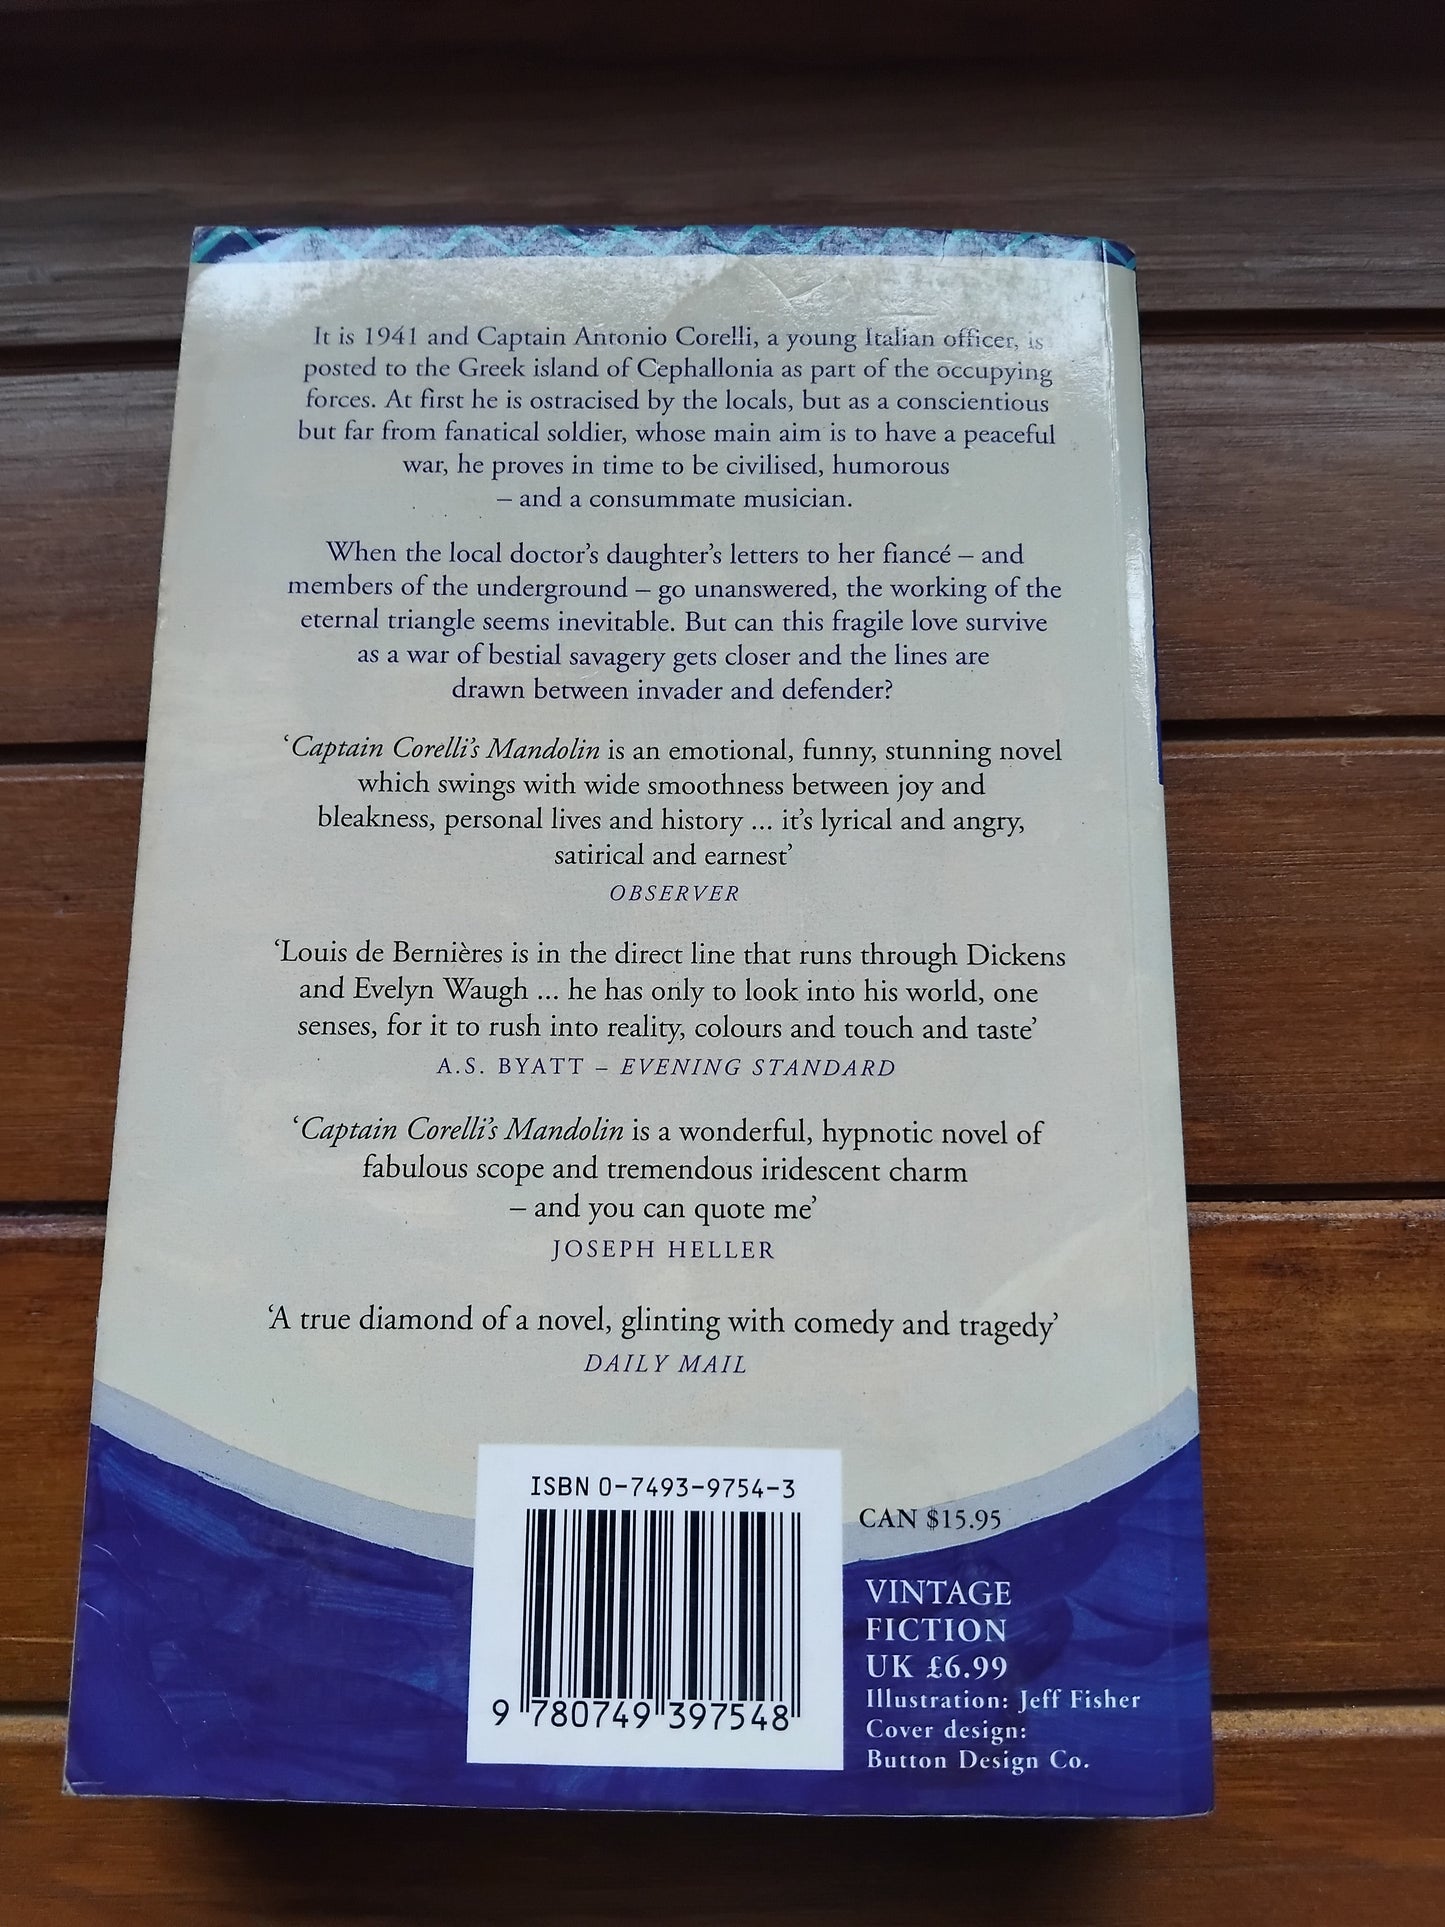 It is 1941 and Captain Antonio Corelli, a young Italian officer, is
posted to the Greek island of Cephallonia as part of the occupying
forces. At first he is ostracised by the locals, but as a conscientious
but far from fanatical soldier, whose main aim is to have a peaceful
war, he proves in time to be civilised, humorous
– and a consummate musician.
When the local doctor's daughter's letters to her fiancé – and
members of the underground – go unanswered, the working of the
eternal triangle seems inevitable. But can this fragile love survive
as a war of bestial savagery gets closer and the lines are
drawn between invader and defender?
‘Captain Corelli's Mandolin is an emotional, funny, stunning novel
which swings with wide smoothness between joy and
bleakness, personal lives and history ... it's lyrical and angry,
satirical and earnest’
OBSERVER
‘Louis de Bernières is in the direct line that runs through Dickens
and Evelyn Waugh ... he has only to look into his world, one
senses, for it to rush into reality, colours and touch and taste’
A.S. BYATT – EVENING STANDARD
‘Captain Corelli's Mandolin is a wonderful, hypnotic novel of
fabulous scope and tremendous iridescent charm
– and you can quote me’
JOSEPH HELLER
‘A true diamond of a novel, glinting with comedy and tragedy’
DAILY MAIL
ISBN 0-7493-9754-3
9 780749 397548
CAN $15.95
VINTAGE
FICTION
UK £6.99
Illustration: Jeff Fisher
Cover design:
Button Design Co.